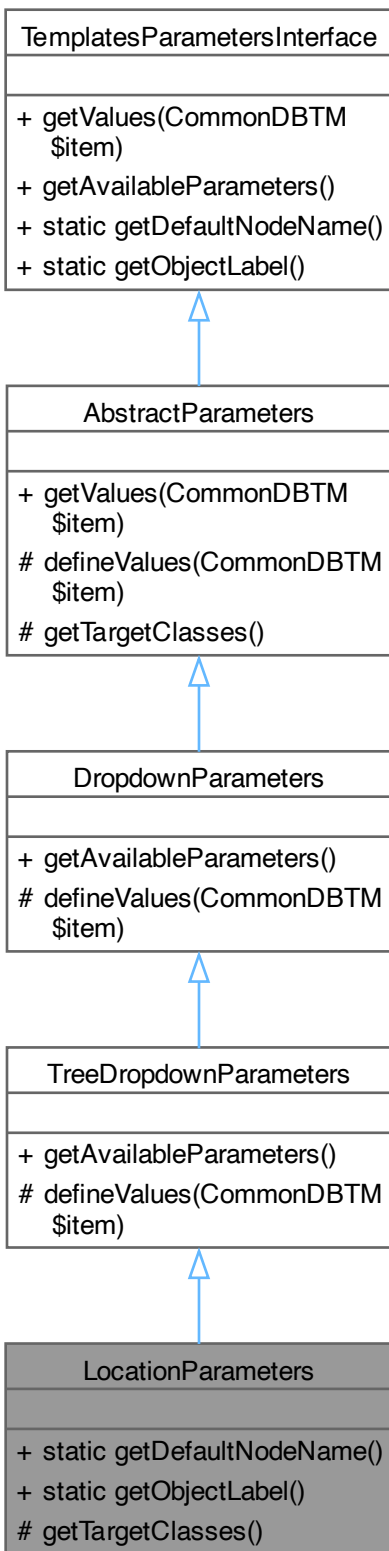 TemplatesParametersInterface
+ getValues(CommonDBTM
$item)
+ getAvailableParameters()
+ static getDefaultNodeName()
+ static getObjectLabel()
AbstractParameters
+ getValues(CommonDBTM
$item)
# defineValues(CommonDBTM
$item)
# getTargetClasses()
DropdownParameters
+ getAvailableParameters()
# defineValues(CommonDBTM
$item)
TreeDropdownParameters
+ getAvailableParameters()
# defineValues(CommonDBTM
$item)
LocationParameters
+ static getDefaultNodeName()
+ static getObjectLabel()
# getTargetClasses()